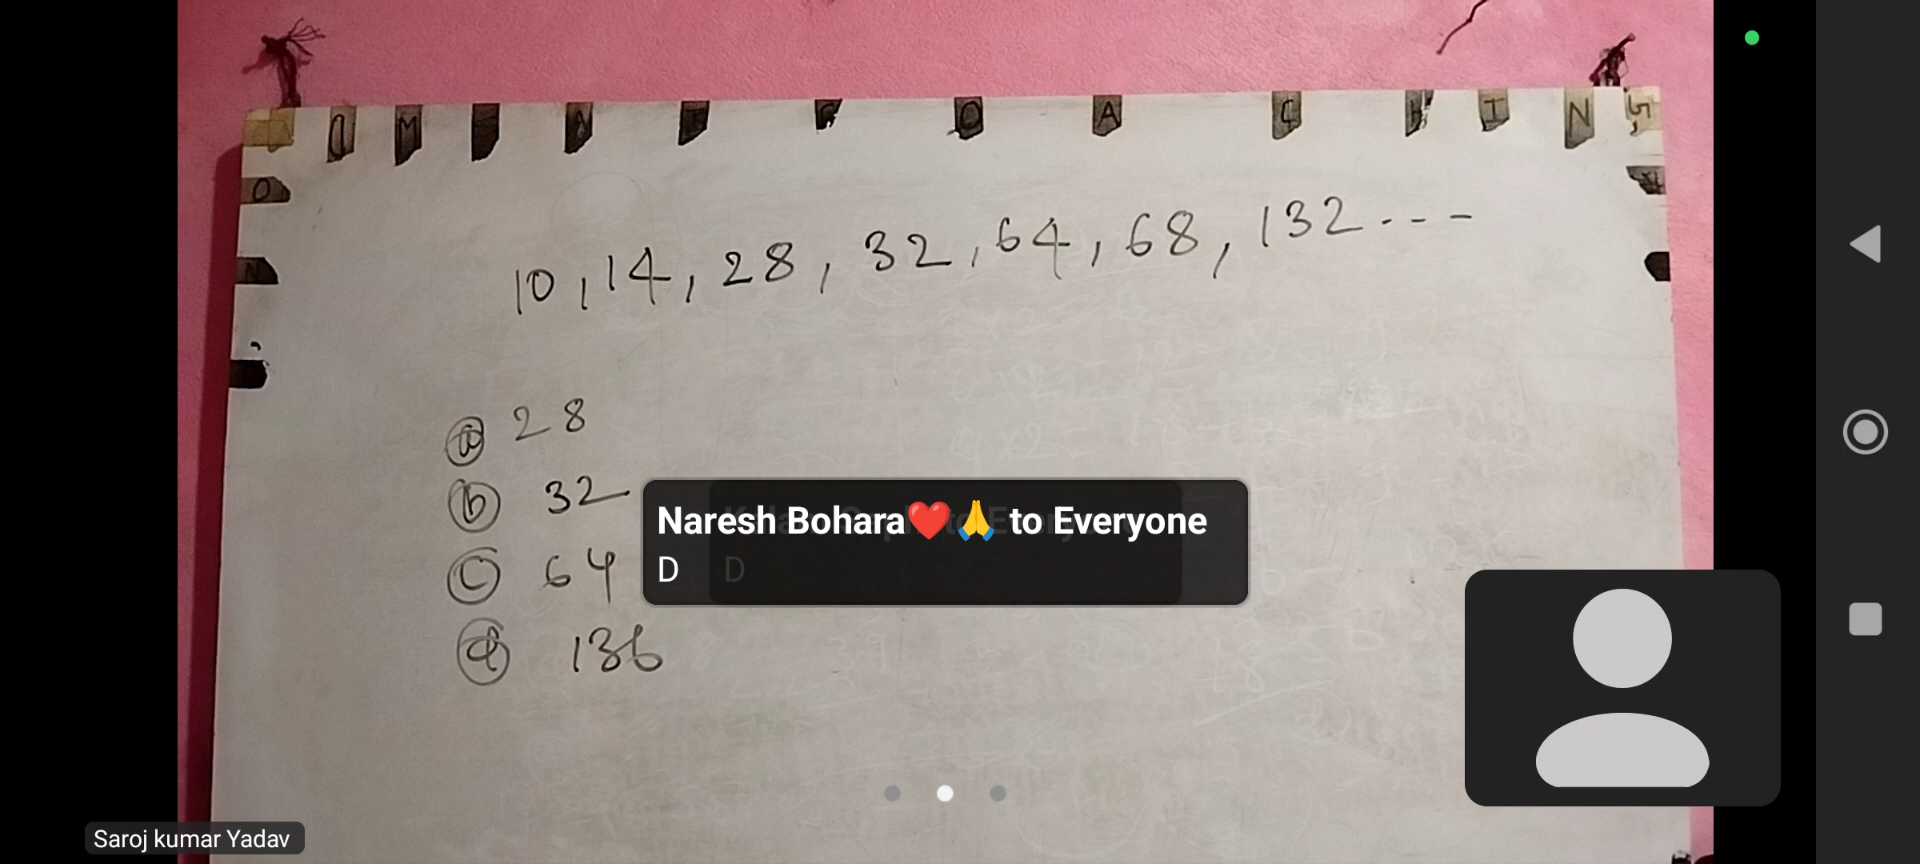 10, 14, 28, 32, 64, 68, 132---
a 28
b 32
Naresh Bohara❤️🙏 to Everyone
c 64
D
d 136
Saroj kumar Yadav